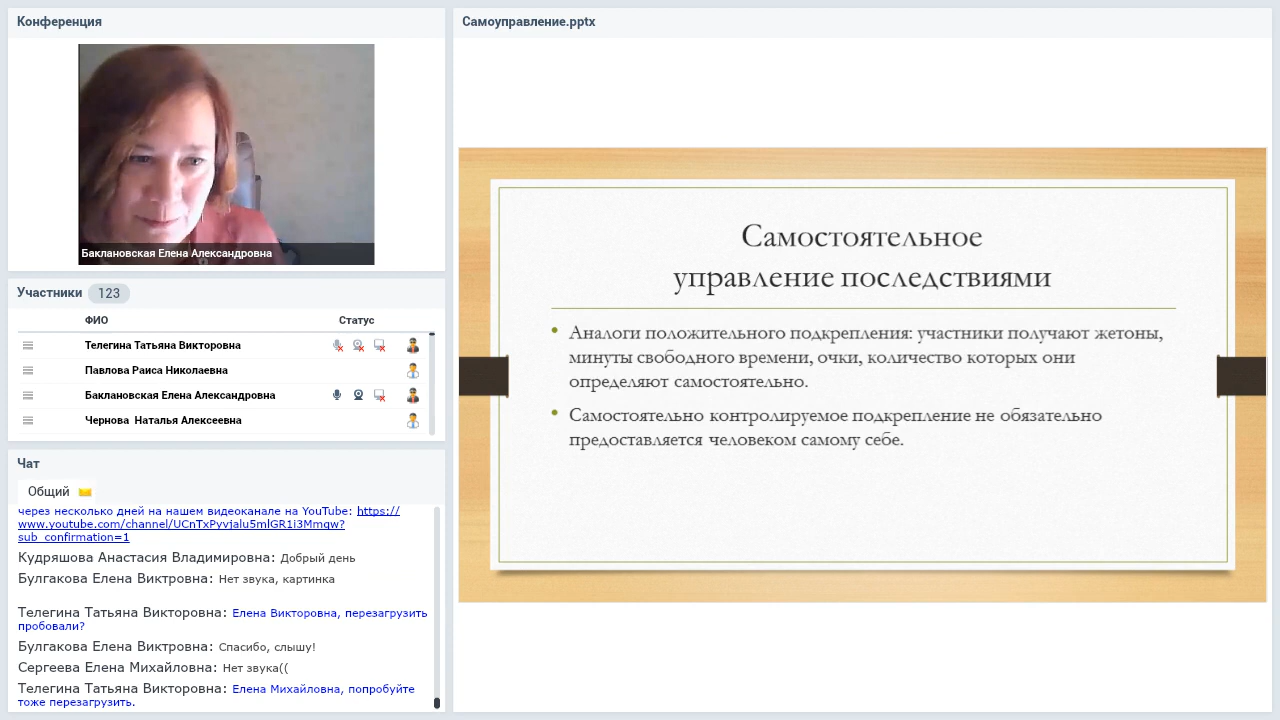 Конференция
Баклановская Елена Александровна
Участники 123
ФИО Статус
Телегина Татьяна Викторовна
Павлова Раиса Николаевна
Баклановская Елена Александровна
Чернова Наталья Алексеевна
Чат
Общий
через несколько дней на нашем видеоканале на YouTube: https://
www.youtube.com/channel/UCnTxPyvjalu5mlGR1i3Mmqw?
sub_confirmation=1
Кудряшова Анастасия Владимировна: Добрый день
Булгакова Елена Виктровна: Нет звука, картинка
Телегина Татьяна Викторовна: Елена Викторовна, перезагрузить
пробовали?
Булгакова Елена Виктровна: Спасибо, слышу!
Сергеева Елена Михайловна: Нет звука((
Телегина Татьяна Викторовна: Елена Михайловна, попробуйте
тоже перезагрузить.
Самоуправление.pptx
Самостоятельное
управление последствиями
• Аналоги положительного подкрепления: участники получают жетоны,
минуты свободного времени, очки, количество которых они
определяют самостоятельно.
• Самостоятельно контролируемое подкрепление не обязательно
предоставляется человеком самому себе.